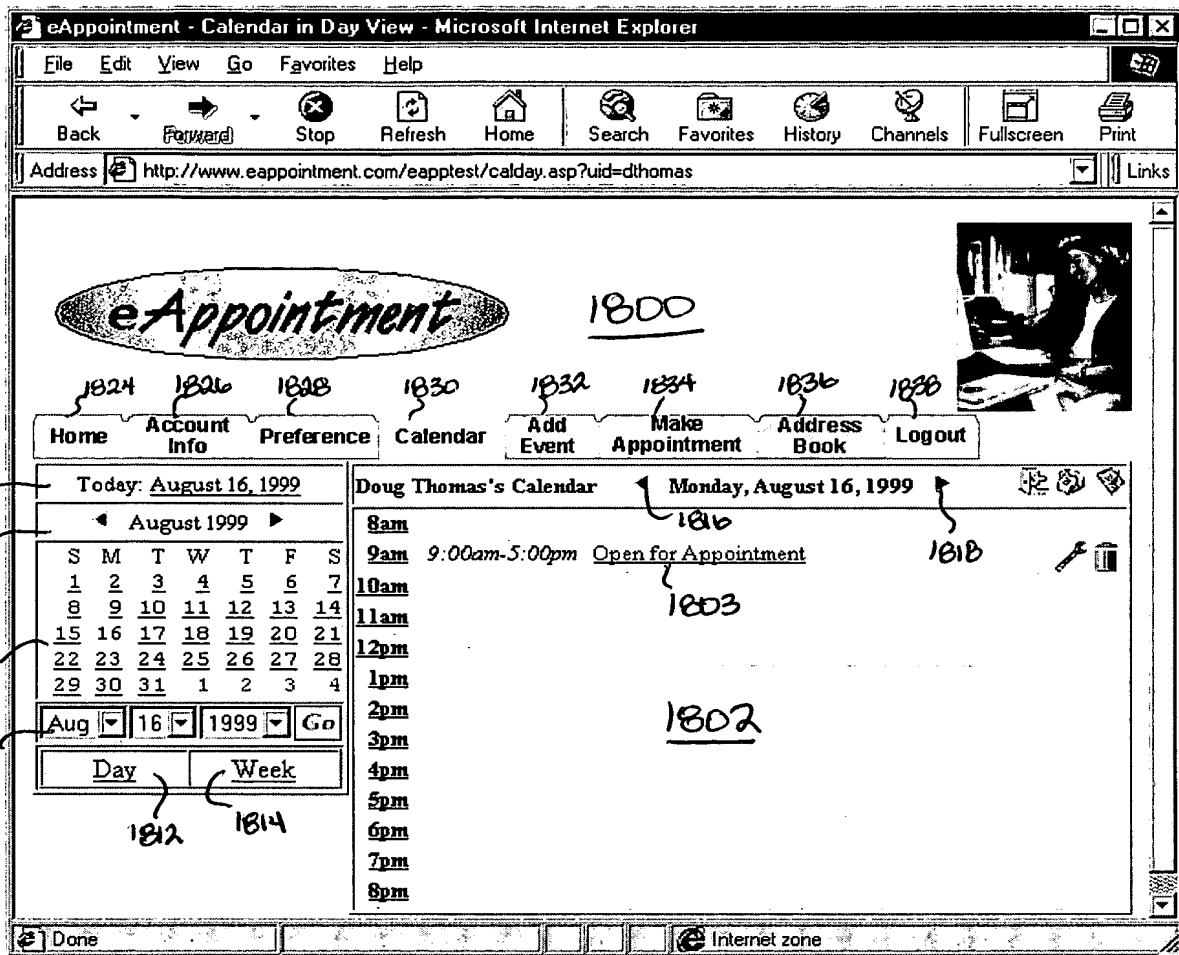 eAppointment - Calendar in Day View - Microsoft Internet Explorer
File Edit View Go Favorites Help
Back Forward Stop Refresh Home Search Favorites History Channels Fullscreen Print
Address http://www.eappointment.com/eapptest/calday.asp?uid=dthomas Links
eAppointment 1800
1824 1826 1828 1830 1832 1834 1836 1838
Home Account Info Preference Calendar Add Event Make Appointment Address Book Logout
Today: August 16, 1999
August 1999
S M T W T F S
1 2 3 4 5 6 7
8 9 10 11 12 13 14
15 16 17 18 19 20 21
22 23 24 25 26 27 28
29 30 31 1 2 3 4
Aug 16 1999 Go
Day Week
1812 1814
Doug Thomas's Calendar Monday, August 16, 1999
1816 1818
8am
9am 9:00am-5:00pm Open for Appointment
1803
10am
11am
12pm
1pm
2pm
1802
3pm
4pm
5pm
6pm
7pm
8pm
Done Internet zone